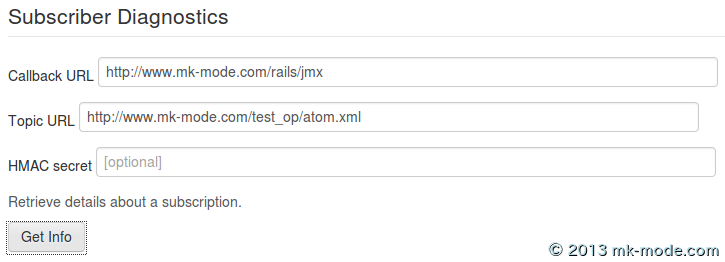 Subscriber Diagnostics
Callback URL http://www.mk-mode.com/rails/jmx
Topic URL http://www.mk-mode.com/test_op/atom.xml
HMAC secret [optional]
Retrieve details about a subscription.
Get Info
© 2013 mk-mode.com